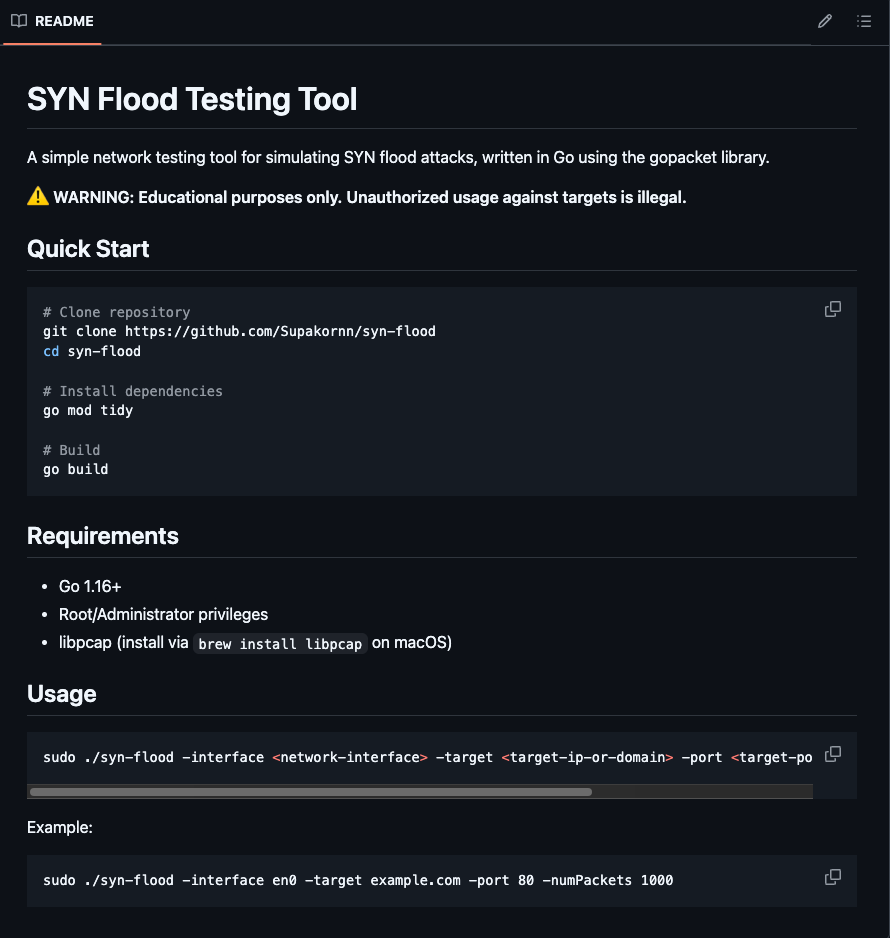 README
SYN Flood Testing Tool
A simple network testing tool for simulating SYN flood attacks, written in Go using the gopacket library.
⚠️ WARNING: Educational purposes only. Unauthorized usage against targets is illegal.
Quick Start
# Clone repository
git clone https://github.com/Supakornn/syn-flood
cd syn-flood
# Install dependencies
go mod tidy
# Build
go build
Requirements
• Go 1.16+
• Root/Administrator privileges
• libpcap (install via brew install libpcap on macOS)
Usage
sudo ./syn-flood -interface <network-interface> -target <target-ip-or-domain> -port <target-po
Example:
sudo ./syn-flood -interface en0 -target example.com -port 80 -numPackets 1000